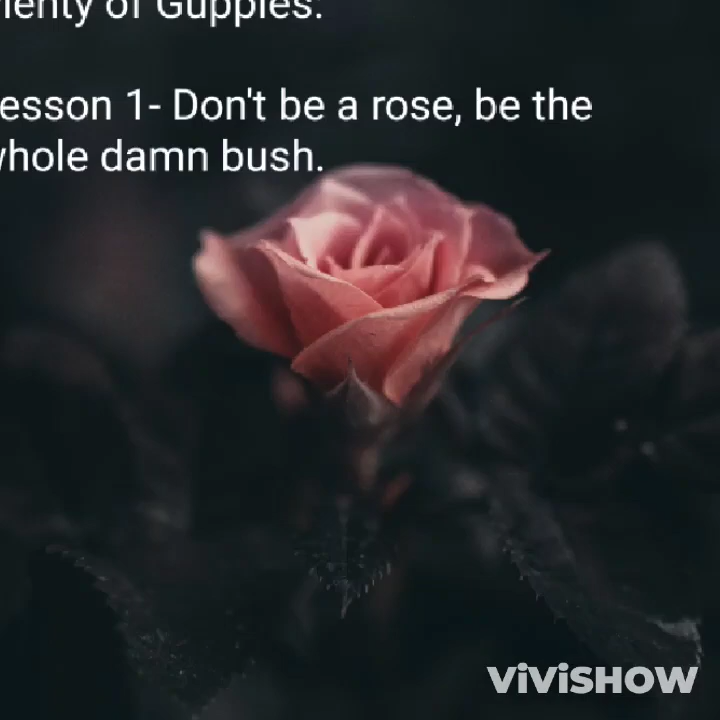 lenty of Guppies:
esson 1- Don't be a rose, be the
whole damn bush.
ViViSHOW